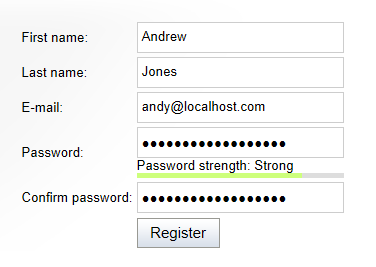 First name: Andrew
Last name: Jones
E-mail: andy@localhost.com
Password: ••••••••••••••••••
Password strength: Strong
Confirm password: ••••••••••••••••••
Register